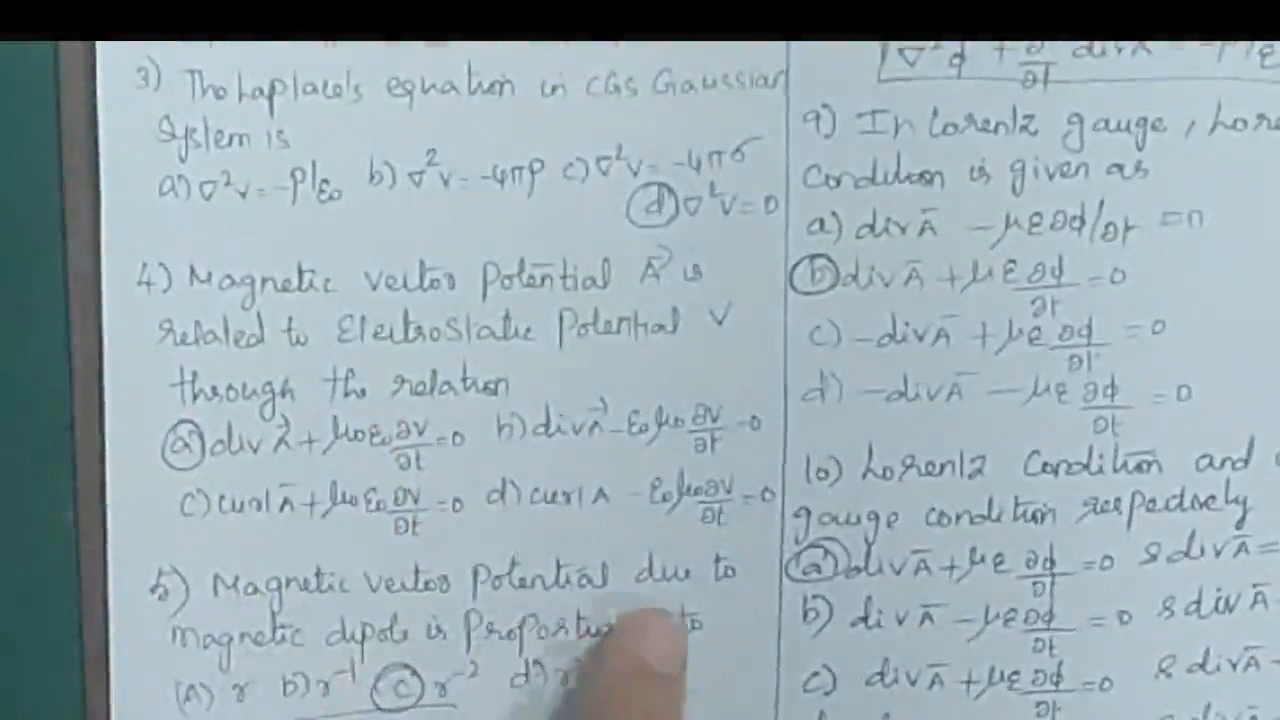 3) The Laplace's equation in CGS Gaussian
System is
a) ∇²v = -ρ/ε₀ b) ∇²v = -4πρ c) ∇²v = -4πσ
d) ∇²v = 0
4) Magnetic vector Potential A⃗ is
related to Electrostatic Potential V
through the relation
a) div A⃗ + μ₀ε₀ ∂V/∂t = 0 b) div A⃗ - ε₀μ₀ ∂V/∂t = 0
c) curl Ā + μ₀ε₀ ∂V/∂t = 0 d) curl A - ε₀μ₀ ∂V/∂t = 0
5) Magnetic vector Potential due to
magnetic dipole is to
(A) r b) r⁻¹ (c) r⁻² d)
∇²φ + ∂/∂t div Ā
9) In Lorentz gauge,
Condition is given as
a) div Ā - με ∂φ/∂t = 0
b) div Ā + με ∂φ/∂t = 0
c) -div Ā + με ∂φ/∂t = 0
d) -div Ā - με ∂φ/∂t = 0
10) Lorentz Condition and
gauge condition respectively
a) div Ā + με ∂φ/∂t = 0 & div Ā =
b) div Ā - με ∂φ/∂t = 0 & div Ā
c) div Ā + με ∂φ/∂t = 0 & div Ā